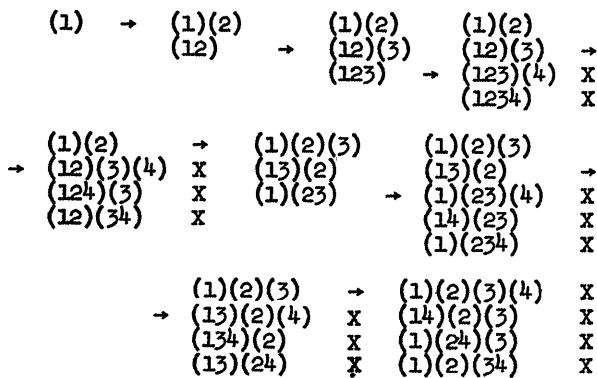 (1) → (1)(2) (1)(2) (1)(2)
(12) → (12)(3) (12)(3) →
(123) → (123)(4) X
(1234) X
(1)(2) → (1)(2)(3) (1)(2)(3)
→ (12)(3)(4) X (13)(2) (13)(2) →
(124)(3) X (1)(23) → (1)(23)(4) X
(12)(34) X (14)(23) X
(1)(234) X
(1)(2)(3) → (1)(2)(3)(4) X
→ (13)(2)(4) X (14)(2)(3) X
(134)(2) X (1)(24)(3) X
(13)(24) X (1)(2)(34) X